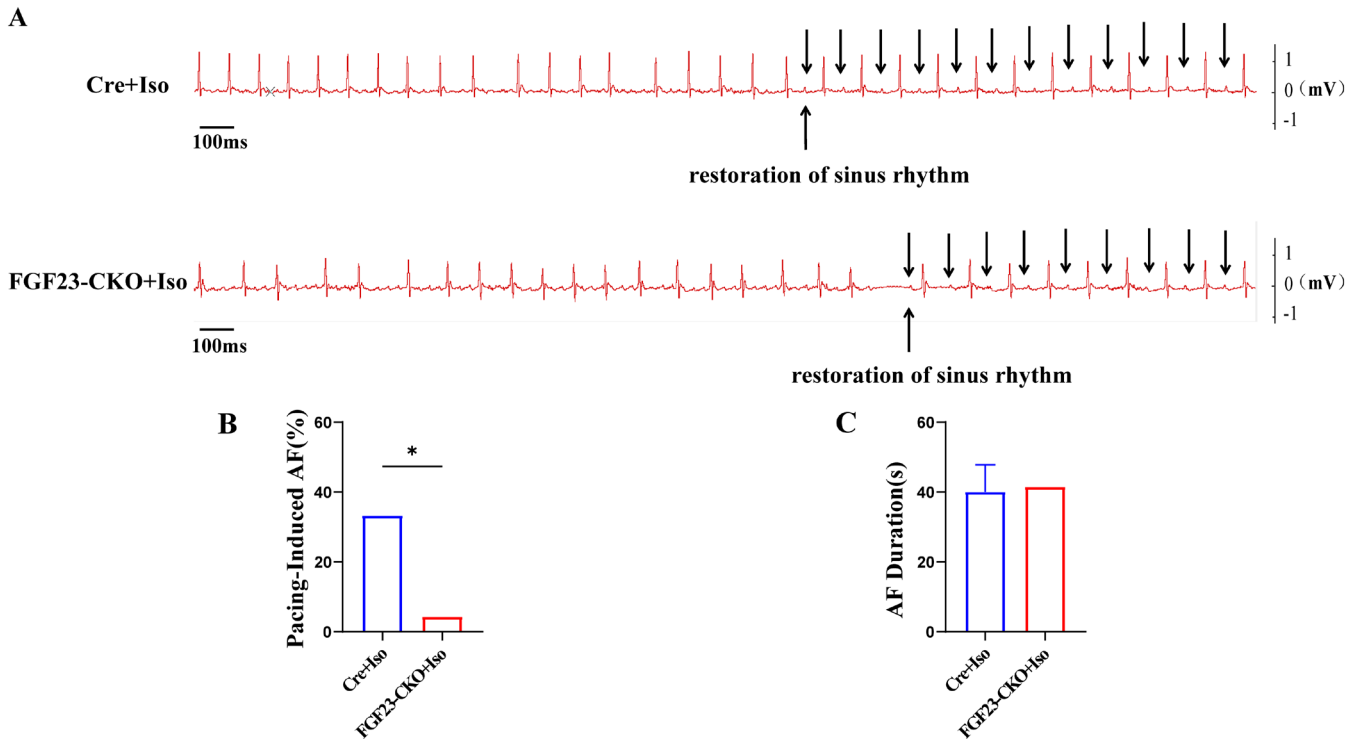 A
Cre+Iso
1
0 (mV)
-1
100ms
restoration of sinus rhythm
FGF23-CKO+Iso
1
0 (mV)
-1
100ms
restoration of sinus rhythm
B
Pacing-Induced AF(%)
60
40
20
0
*
Cre+Iso
FGF23-CKO+Iso
C
AF Duration(s)
60
40
20
0
Cre+Iso
FGF23-CKO+Iso